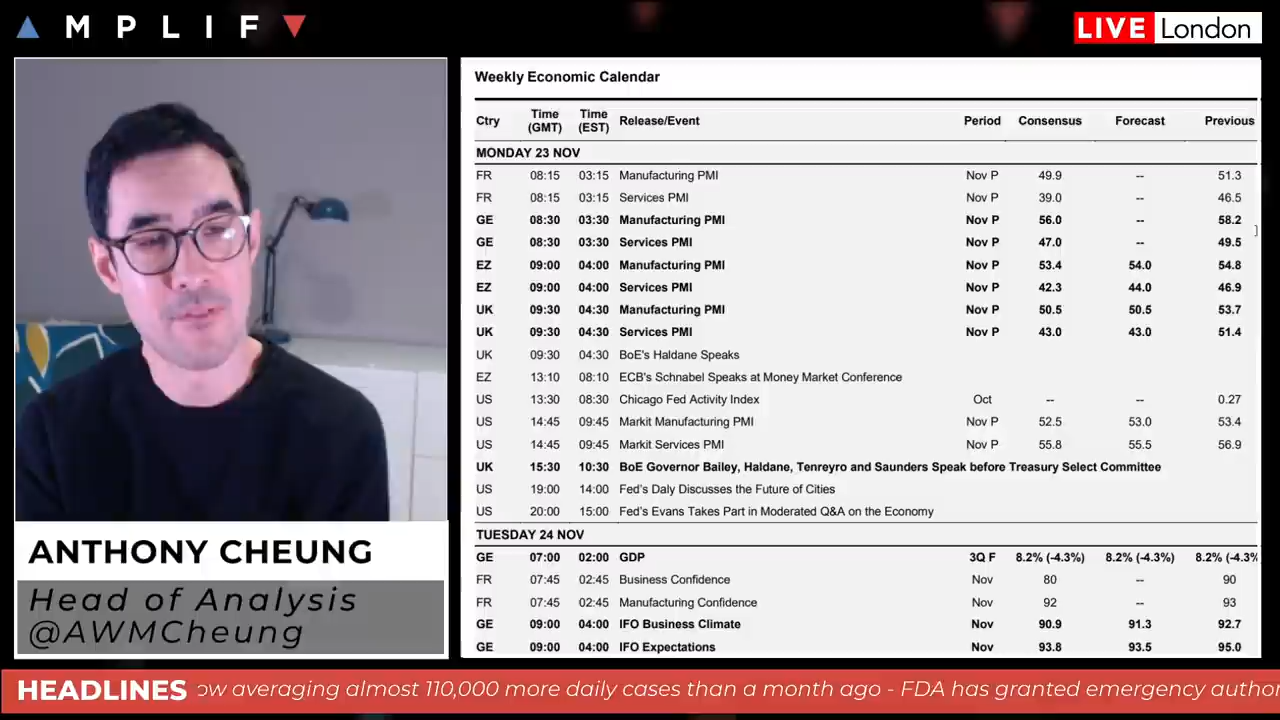 ▲ M P L I F ▼
LIVE London
Weekly Economic Calendar
Ctry Time (GMT) Time (EST) Release/Event Period Consensus Forecast Previous
MONDAY 23 NOV
FR 08:15 03:15 Manufacturing PMI Nov P 49.9 -- 51.3
FR 08:15 03:15 Services PMI Nov P 39.0 -- 46.5
GE 08:30 03:30 Manufacturing PMI Nov P 56.0 -- 58.2
GE 08:30 03:30 Services PMI Nov P 47.0 -- 49.5
EZ 09:00 04:00 Manufacturing PMI Nov P 53.4 54.0 54.8
EZ 09:00 04:00 Services PMI Nov P 42.3 44.0 46.9
UK 09:30 04:30 Manufacturing PMI Nov P 50.5 50.5 53.7
UK 09:30 04:30 Services PMI Nov P 43.0 43.0 51.4
UK 09:30 04:30 BoE's Haldane Speaks
EZ 13:10 08:10 ECB's Schnabel Speaks at Money Market Conference
US 13:30 08:30 Chicago Fed Activity Index Oct -- -- 0.27
US 14:45 09:45 Markit Manufacturing PMI Nov P 52.5 53.0 53.4
US 14:45 09:45 Markit Services PMI Nov P 55.8 55.5 56.9
UK 15:30 10:30 BoE Governor Bailey, Haldane, Tenreyro and Saunders Speak before Treasury Select Committee
US 19:00 14:00 Fed's Daly Discusses the Future of Cities
US 20:00 15:00 Fed's Evans Takes Part in Moderated Q&A on the Economy
TUESDAY 24 NOV
GE 07:00 02:00 GDP 3Q F 8.2% (-4.3%) 8.2% (-4.3%) 8.2% (-4.3%
FR 07:45 02:45 Business Confidence Nov 80 -- 90
FR 07:45 02:45 Manufacturing Confidence Nov 92 -- 93
GE 09:00 04:00 IFO Business Climate Nov 90.9 91.3 92.7
GE 09:00 04:00 IFO Expectations Nov 93.8 93.5 95.0
ANTHONY CHEUNG
Head of Analysis
@AWMCheung
HEADLINES ow averaging almost 110,000 more daily cases than a month ago - FDA has granted emergency author